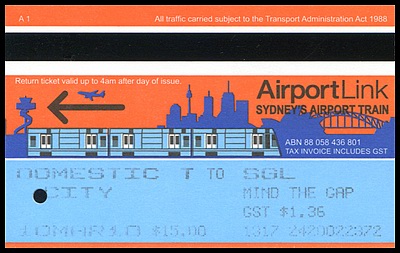 A 1 All traffic carried subject to the Transport Administration Act 1988
Return ticket valid up to 4am after day of issue.
AirportLink
SYDNEY'S AIRPORT TRAIN
ABN 88 058 436 801
TAX INVOICE INCLUDES GST
DOMESTIC T TO SGL
CITY MIND THE GAP
GST $1.36
10MAR10 $15.00 1317 2420022372